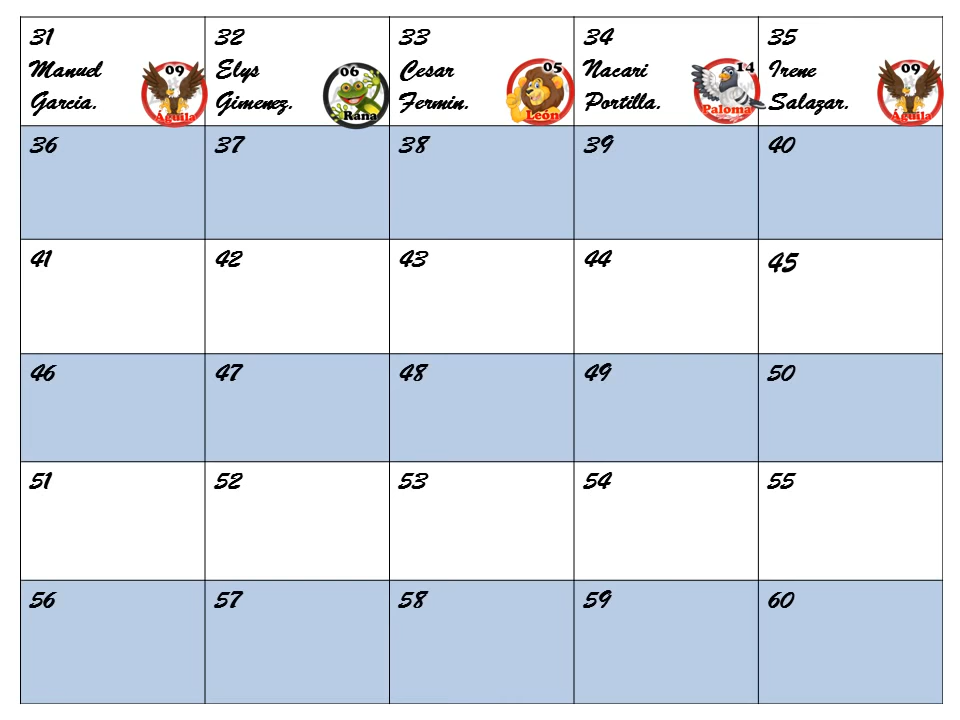 31
Manuel
Garcia.
09
Águila
32
Elys
Gimenez.
06
Rana
33
Cesar
Fermin.
05
León
34
Nacari
Portilla.
14
Paloma
35
Irene
Salazar.
09
Águila
36
37
38
39
40
41
42
43
44
45
46
47
48
49
50
51
52
53
54
55
56
57
58
59
60